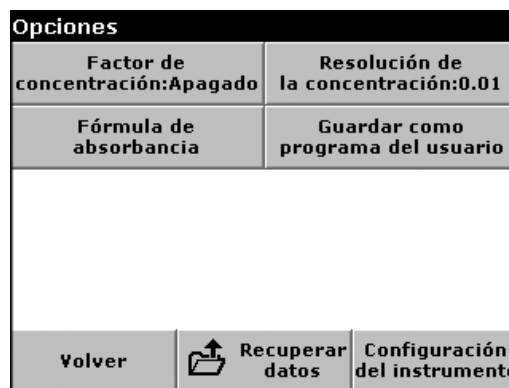 Opciones
Factor de
concentración:Apagado
Resolución de
la concentración:0.01
Fórmula de
absorbancia
Guardar como
programa del usuario
Volver
Recuperar
datos
Configuración
del instrumento